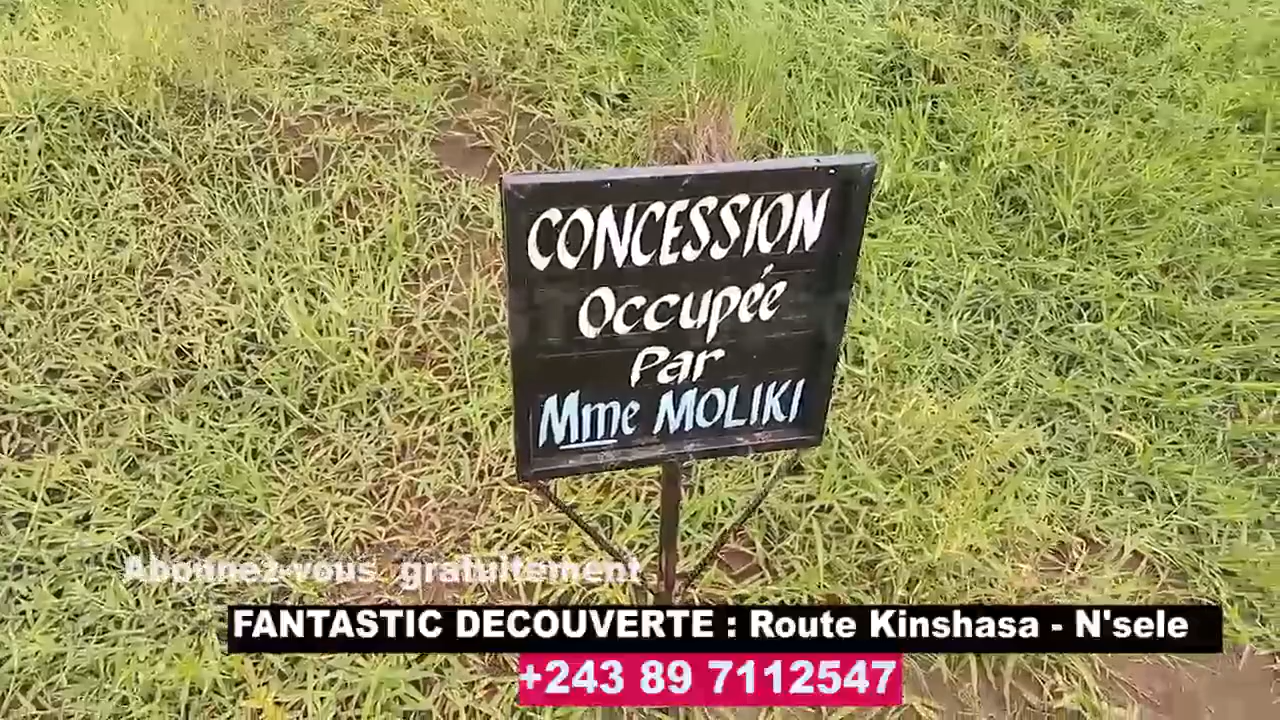 CONCESSION
Occupée
Par
Mme MOLIKI
Abonnez-vous gratuitement
FANTASTIC DECOUVERTE : Route Kinshasa - N'sele
+243 89 7112547